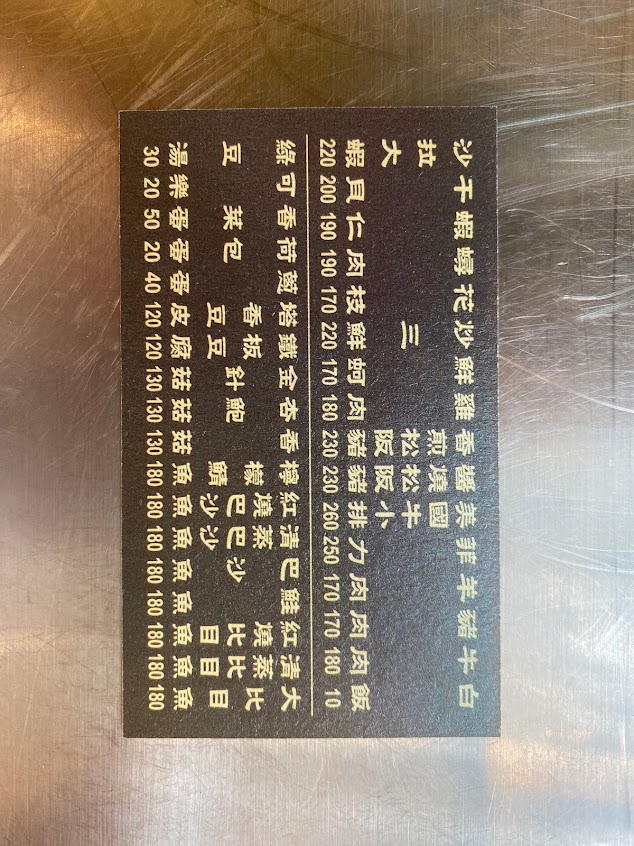 沙拉大蝦 220
干貝 200
蝦仁 190
蟳肉 190
花枝 170
炒三鮮 220
鮮蚵 170
雞肉 180
香煎松阪豬 230
醬燒松阪豬 230
美國牛小排 260
菲力 250
羊肉 170
豬肉 170
牛肉 180
白飯 10
綠豆湯 30
可樂 20
香菜蛋 50
荷包蛋 20
蔥蛋 40
塔香豆皮 120
鐵板豆腐 120
金針菇 130
杏鮑菇 130
香菇 130
檸檬鯖魚 180
紅燒巴沙魚 180
清蒸巴沙魚 180
巴沙魚 180
鮭魚 180
紅燒比目魚 180
清蒸比目魚 180
大比目魚 180